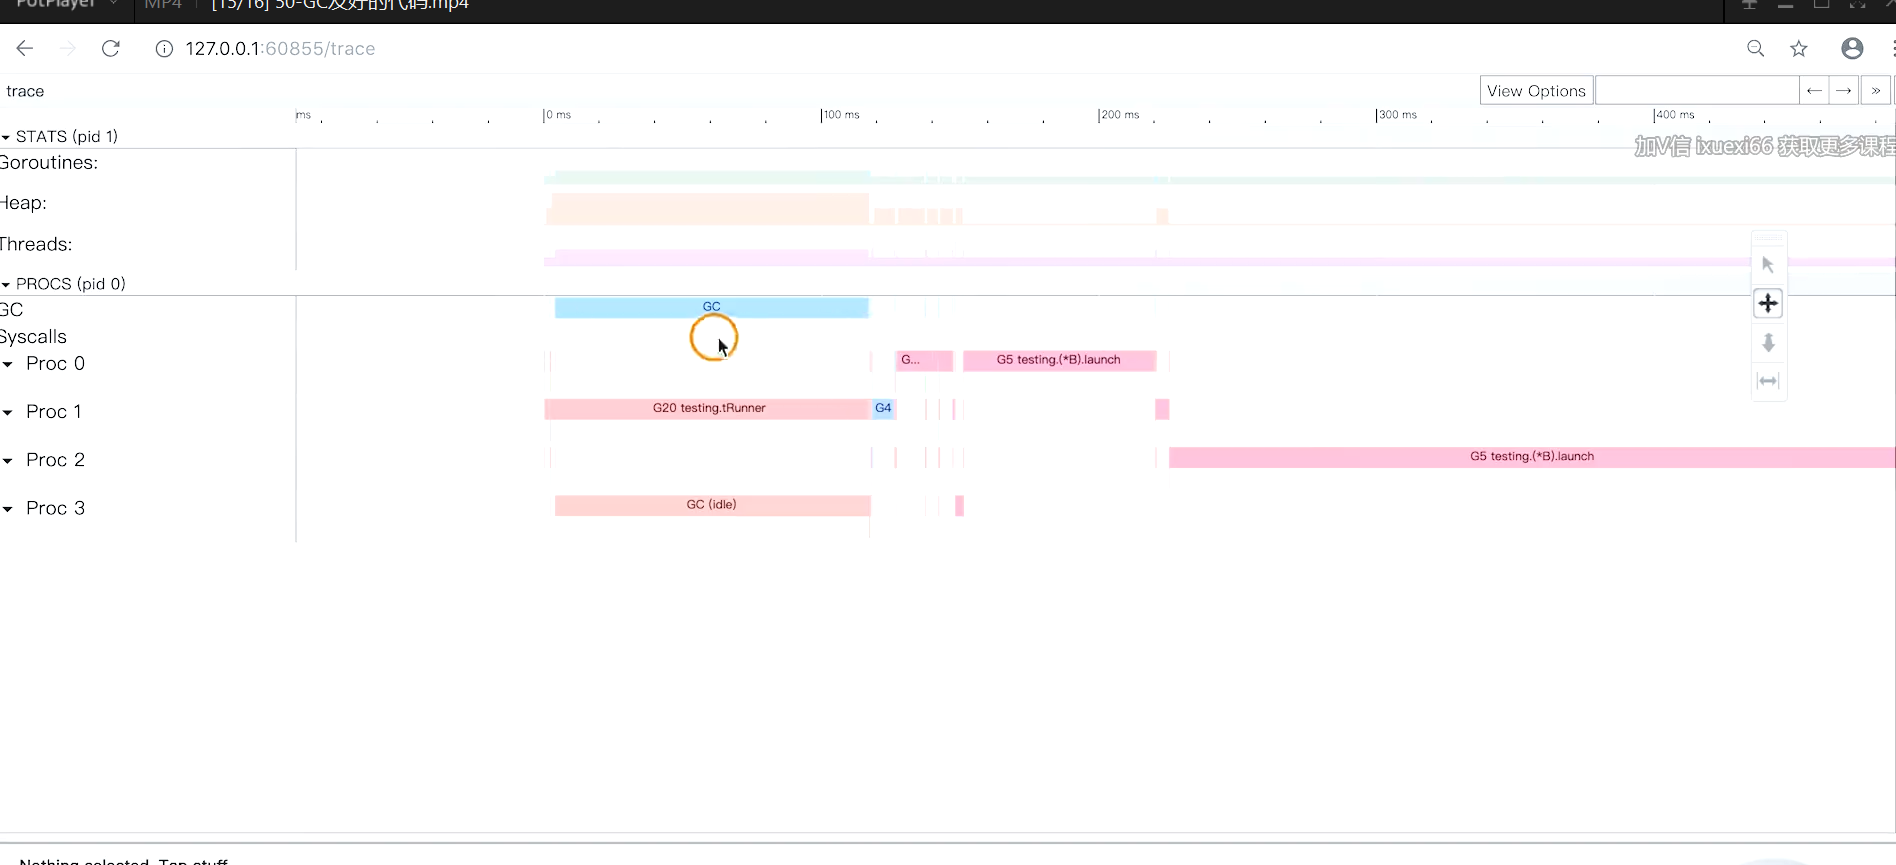 PotPlayer MP4 [15/16] 50-GC及好的代码.mp4
127.0.0.1:60855/trace
trace View Options ← → »
ms 0 ms 100 ms 200 ms 300 ms 400 ms
STATS (pid 1)
加V信 ixuexi66 获取更多课程
Goroutines:
Heap:
Threads:
PROCS (pid 0)
GC GC
Syscalls
Proc 0 G... G5 testing.(*B).launch
Proc 1 G20 testing.tRunner G4
Proc 2 G5 testing.(*B).launch
Proc 3 GC (idle)
Nothing selected. Tap stuff.